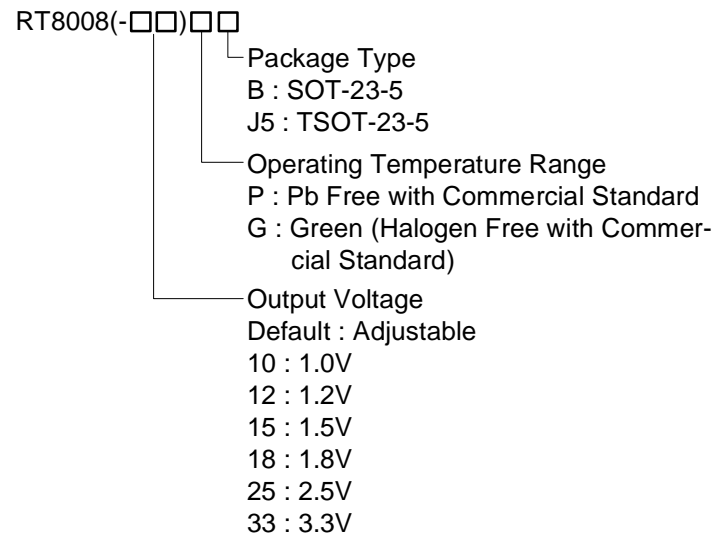 RT8008(-□□)□□
Package Type
B : SOT-23-5
J5 : TSOT-23-5
Operating Temperature Range
P : Pb Free with Commercial Standard
G : Green (Halogen Free with Commer-
cial Standard)
Output Voltage
Default : Adjustable
10 : 1.0V
12 : 1.2V
15 : 1.5V
18 : 1.8V
25 : 2.5V
33 : 3.3V